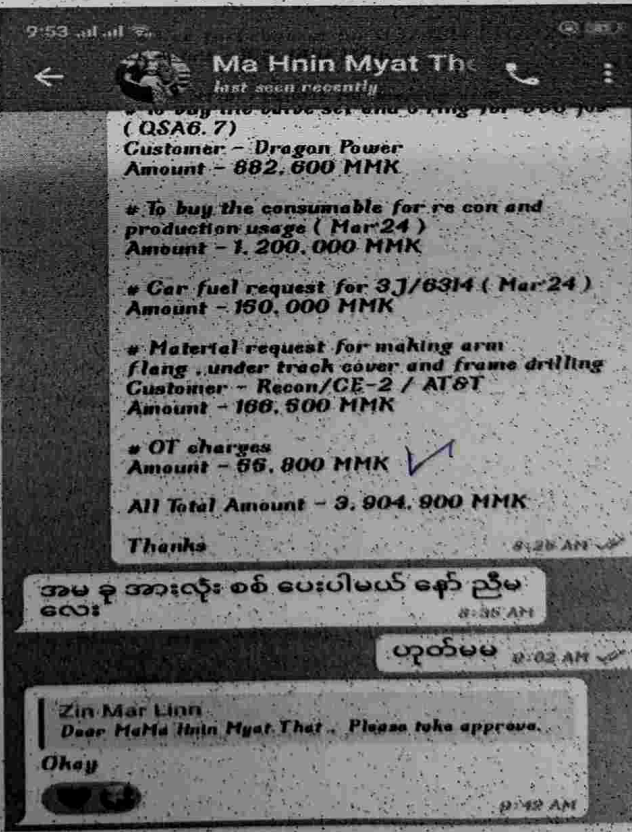 9:53
Ma Hnin Myat Th
last seen recently
(QSA6.7)
Customer - Dragon Power
Amount - 882,600 MMK
# To buy the consumable for re con and
production usage ( Mar'24 )
Amount - 1,200,000 MMK
# Car fuel request for 3J/6314 ( Mar'24 )
Amount - 150,000 MMK
# Material request for making arm
flang ,under track cover and frame drilling
Customer - Recon/CE-2 / AT&T
Amount - 166,500 MMK
# OT charges
Amount - 66,800 MMK
All Total Amount - 3,904,900 MMK
Thanks
8:25 AM
အမ ခု အားလုံး စစ် ပေးပါမယ် နော် ညီမ
လေး
8:35 AM
ဟုတ်မမ
9:02 AM
Zin Mar Linn
Dear MaMa Hnin Myat That , Please take approva.
Okay
9:42 AM